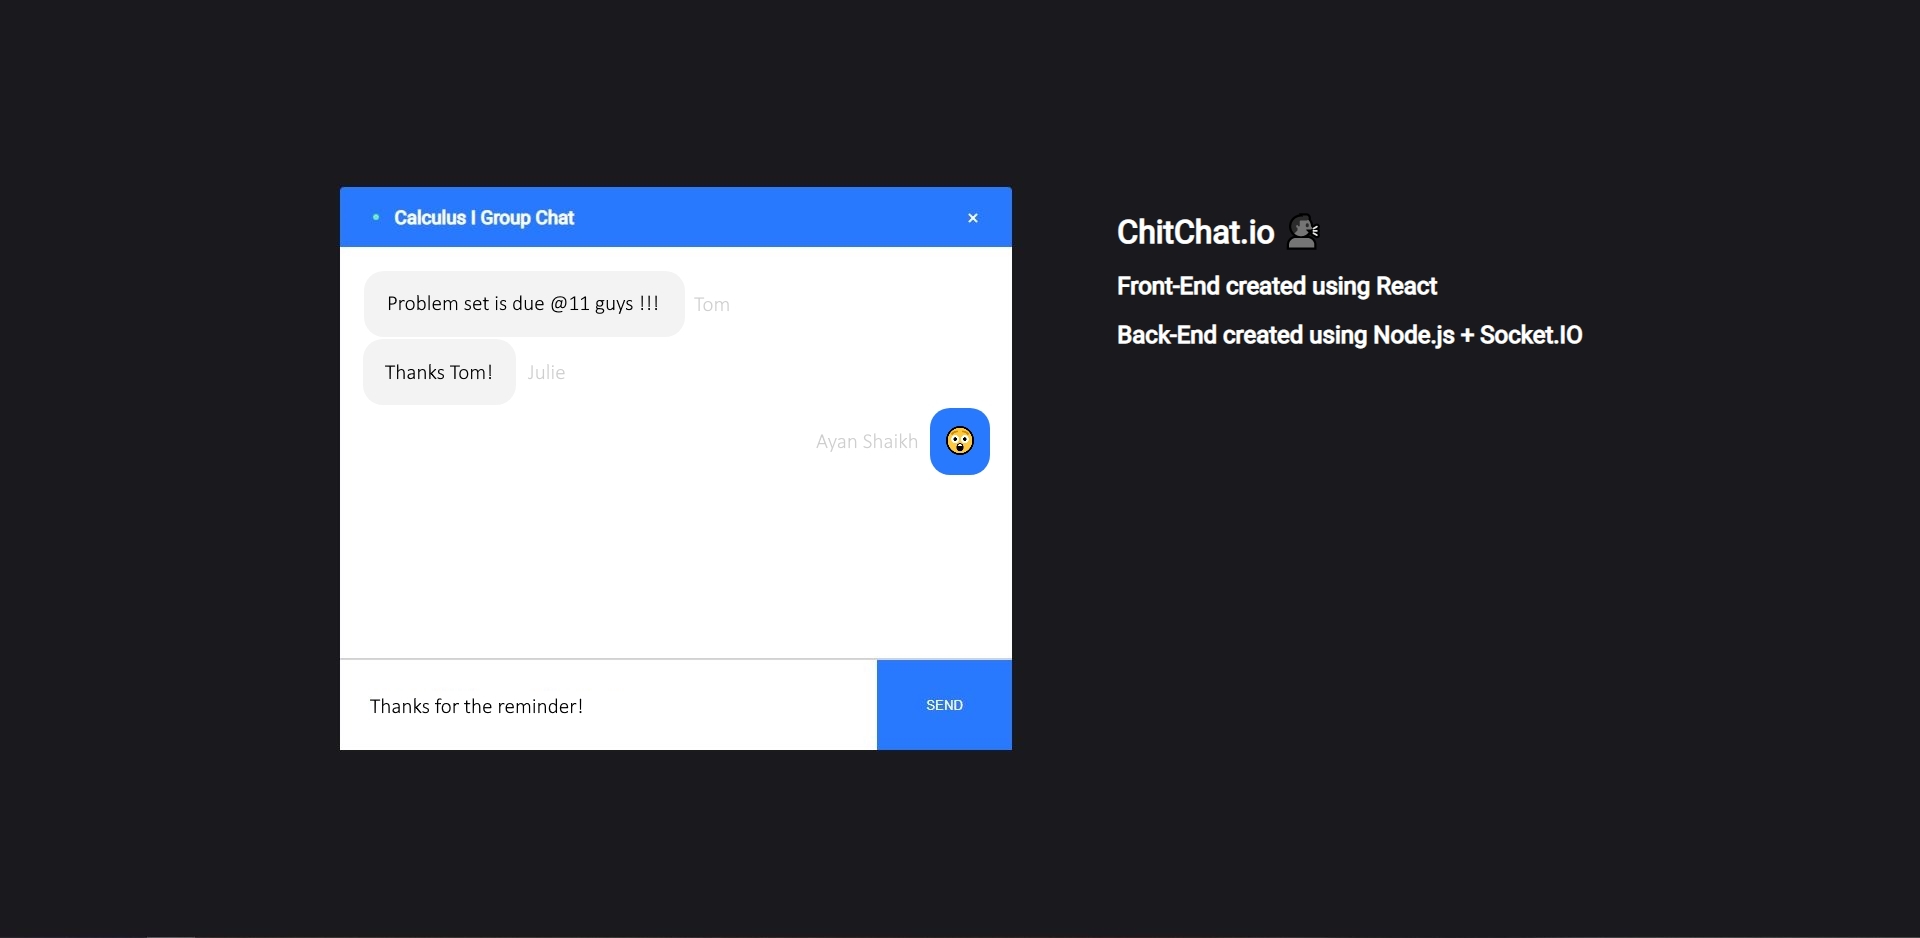 Calculus I Group Chat
×
Problem set is due @11 guys !!! Tom
Thanks Tom! Julie
Ayan Shaikh 😲
Thanks for the reminder!
SEND
ChitChat.io 🗣
Front-End created using React
Back-End created using Node.js + Socket.IO